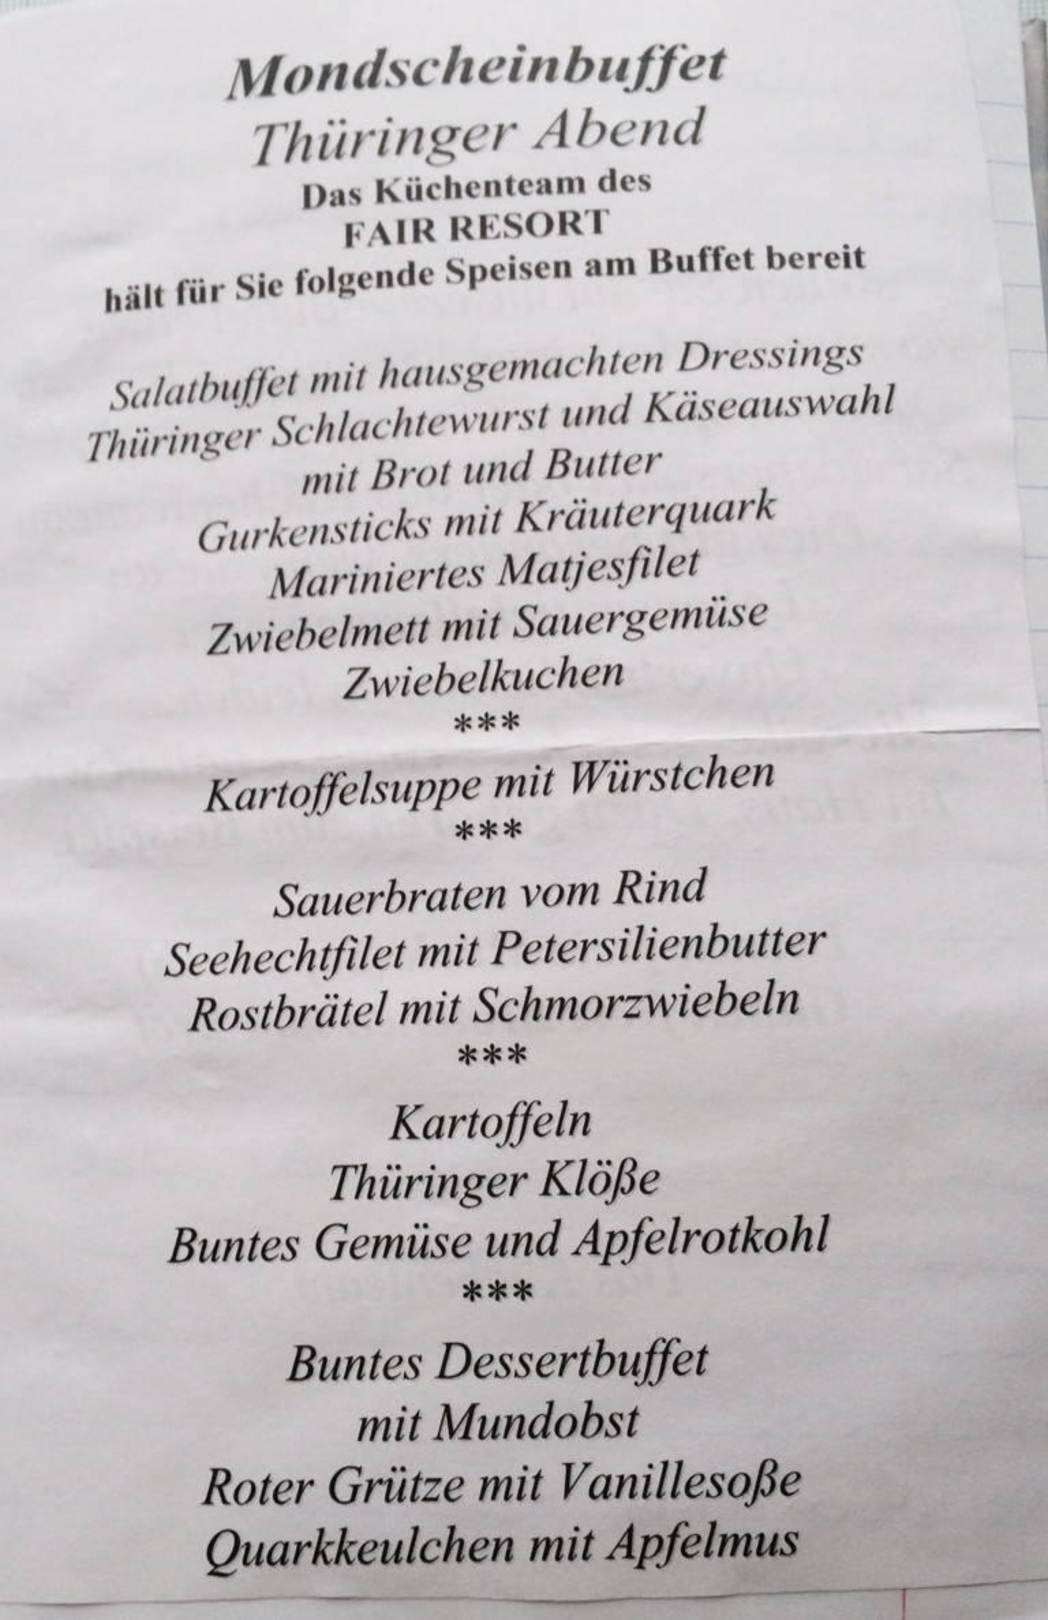 Mondscheinbuffet
Thüringer Abend
Das Küchenteam des
FAIR RESORT
hält für Sie folgende Speisen am Buffet bereit
Salatbuffet mit hausgemachten Dressings
Thüringer Schlachtewurst und Käseauswahl
mit Brot und Butter
Gurkensticks mit Kräuterquark
Mariniertes Matjesfilet
Zwiebelmett mit Sauergemüse
Zwiebelkuchen
***
Kartoffelsuppe mit Würstchen
***
Sauerbraten vom Rind
Seehechtfilet mit Petersilienbutter
Rostbrätel mit Schmorzwiebeln
***
Kartoffeln
Thüringer Klöße
Buntes Gemüse und Apfelrotkohl
***
Buntes Dessertbuffet
mit Mundobst
Roter Grütze mit Vanillesoße
Quarkkeulchen mit Apfelmus